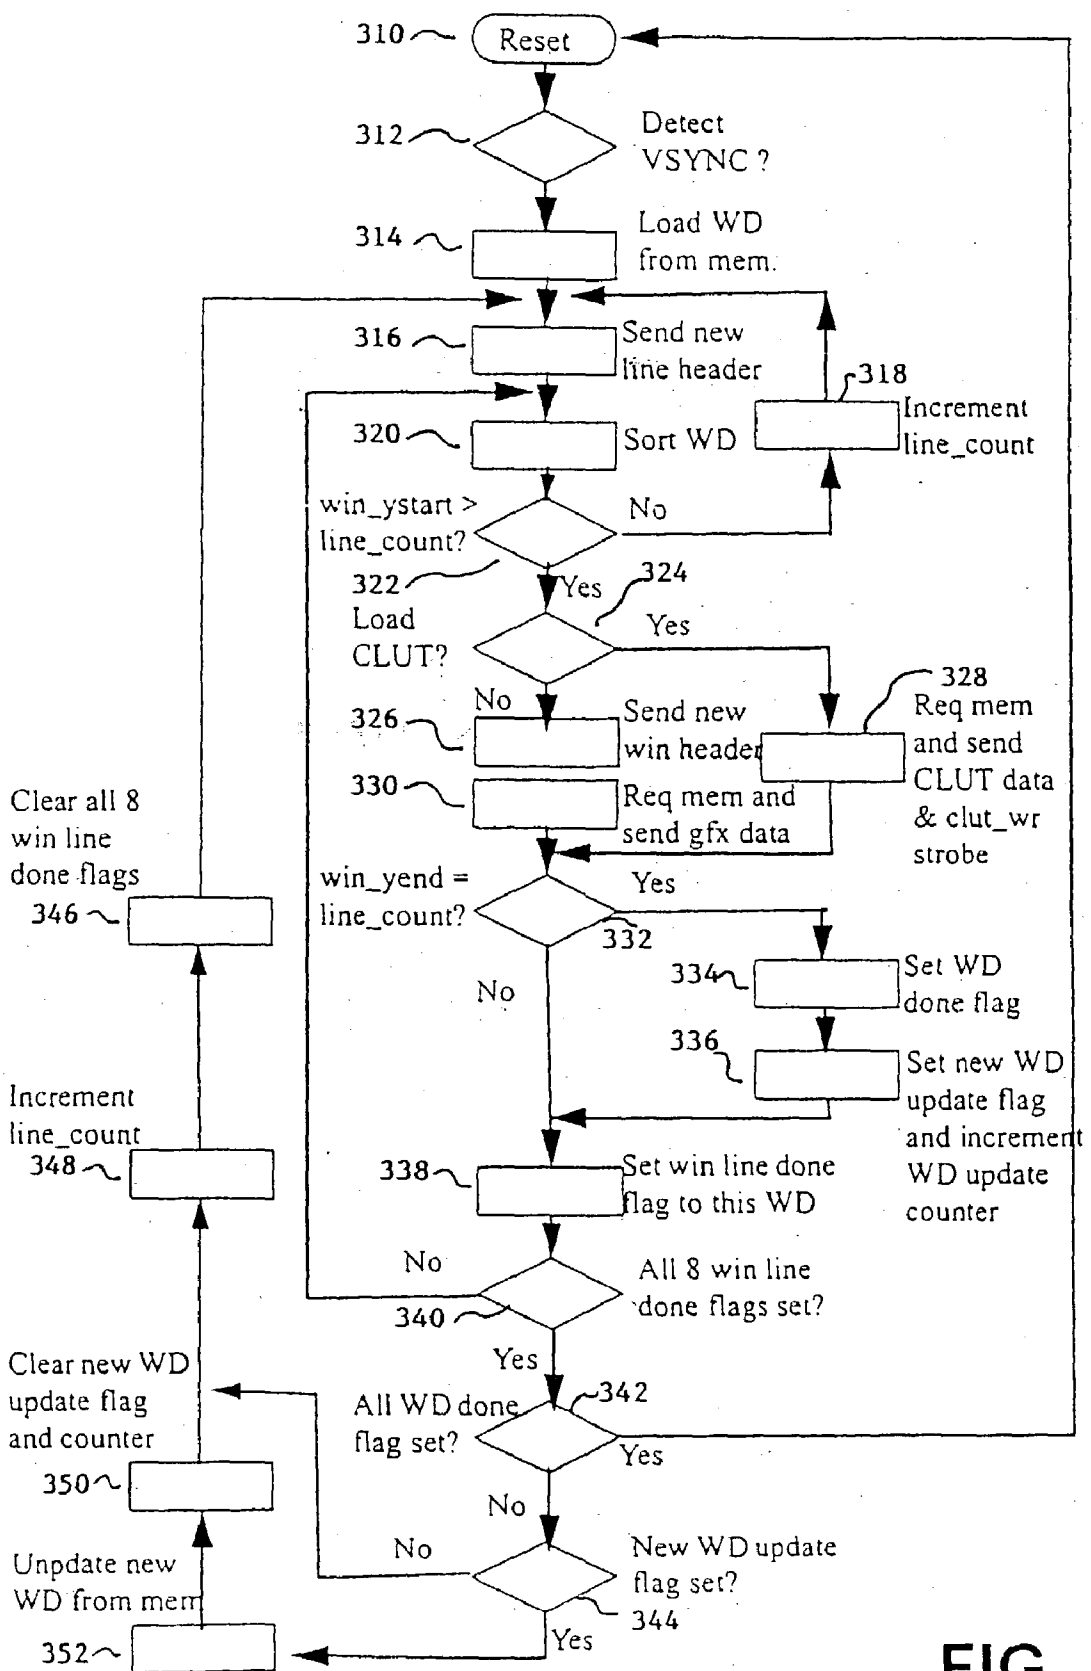 310
Reset
312
Detect
VSYNC ?
314
Load WD
from mem.
316
Send new
line header
318
Increment
line_count
320
Sort WD
win_ystart >
line_count?
No
322
Yes
324
Load
CLUT?
Yes
No
326
Send new
win header
328
Req mem
and send
CLUT data
& clut_wr
strobe
330
Req mem and
send gfx data
Clear all 8
win line
done flags
346
win_yend =
line_count?
Yes
332
No
334
Set WD
done flag
336
Set new WD
update flag
and increment
WD update
counter
Increment
line_count
348
338
Set win line done
flag to this WD
No
340
All 8 win line
done flags set?
Yes
Clear new WD
update flag
and counter
350
342
All WD done
flag set?
Yes
No
Unpdate new
WD from mem
352
No
New WD update
flag set?
344
Yes
FIG